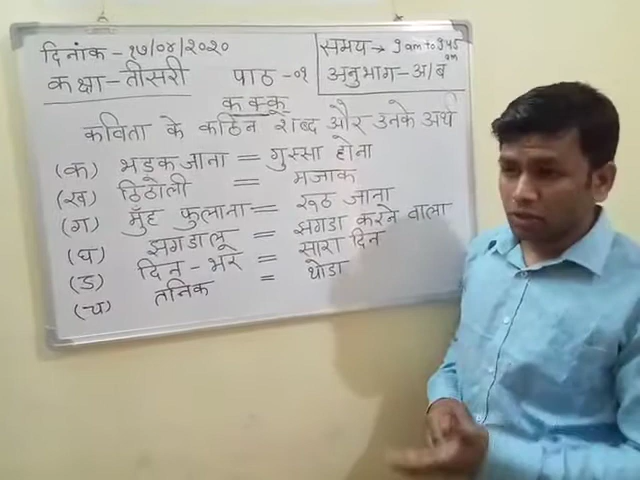 दिनांक - १७/०४/२०२०
समय → 9 am to 9:45 am
कक्षा - तीसरी पाठ - ०१
अनुभाग - अ/ब
कक्कू
कविता के कठिन शब्द और उनके अर्थ
(क) भड़क जाना = गुस्सा होना
(ख) ठिठोली = मजाक
(ग) मुँह फुलाना = रूठ जाना
(घ) झगडालू = झगडा करने वाला
(ड) दिन - भर = सारा दिन
(च) तनिक = थोडा